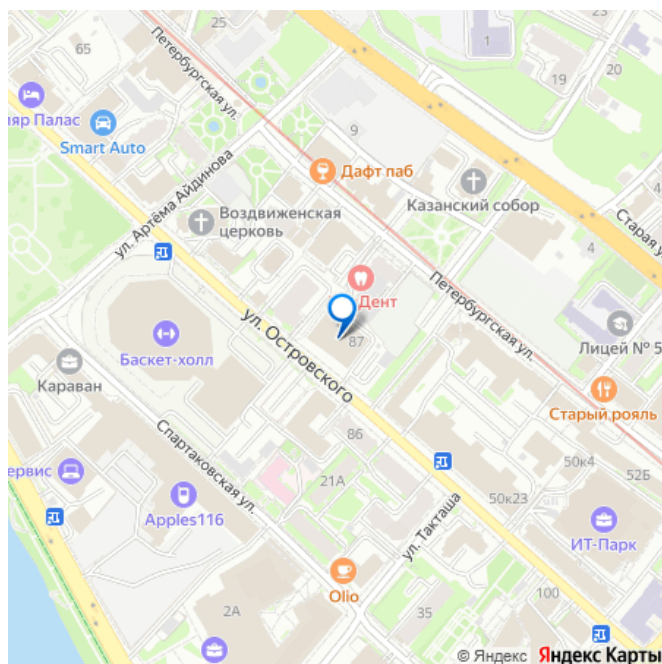 25
23
65
Петербургская ул.
1
19
20
ляр Палас
Smart Auto
9
Дафт паб
ул. Артёма Айдинова
Воздвиженская
церковь
Казанский собор
4
Старая у
4
Дент
Петербургская ул.
ул. Островского
87
Баскет-холл
Лицей № 5
Караван
Старый рояль
Спартаковская ул.
86
21А
50к4
52Б
ервис
50к23
Apples116
ул. Такташа
ИТ-Парк
Olio
100
2А
35
© Яндекс Яндекс Карты